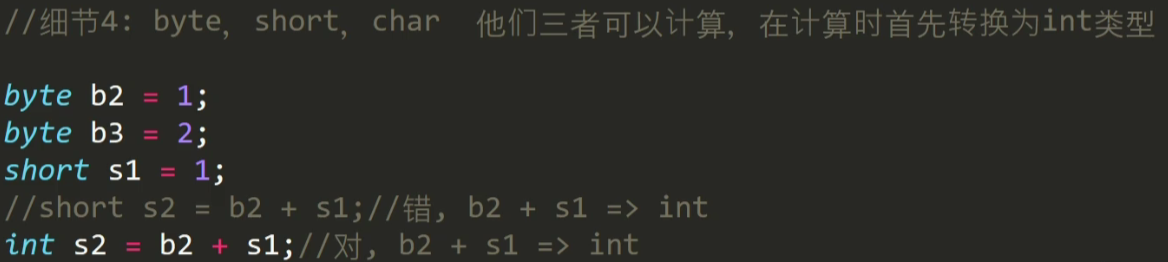 //细节4: byte, short, char  他们三者可以计算, 在计算时首先转换为int类型
byte b2 = 1;
byte b3 = 2;
short s1 = 1;
//short s2 = b2 + s1;//错, b2 + s1 => int
int s2 = b2 + s1;//对, b2 + s1 => int